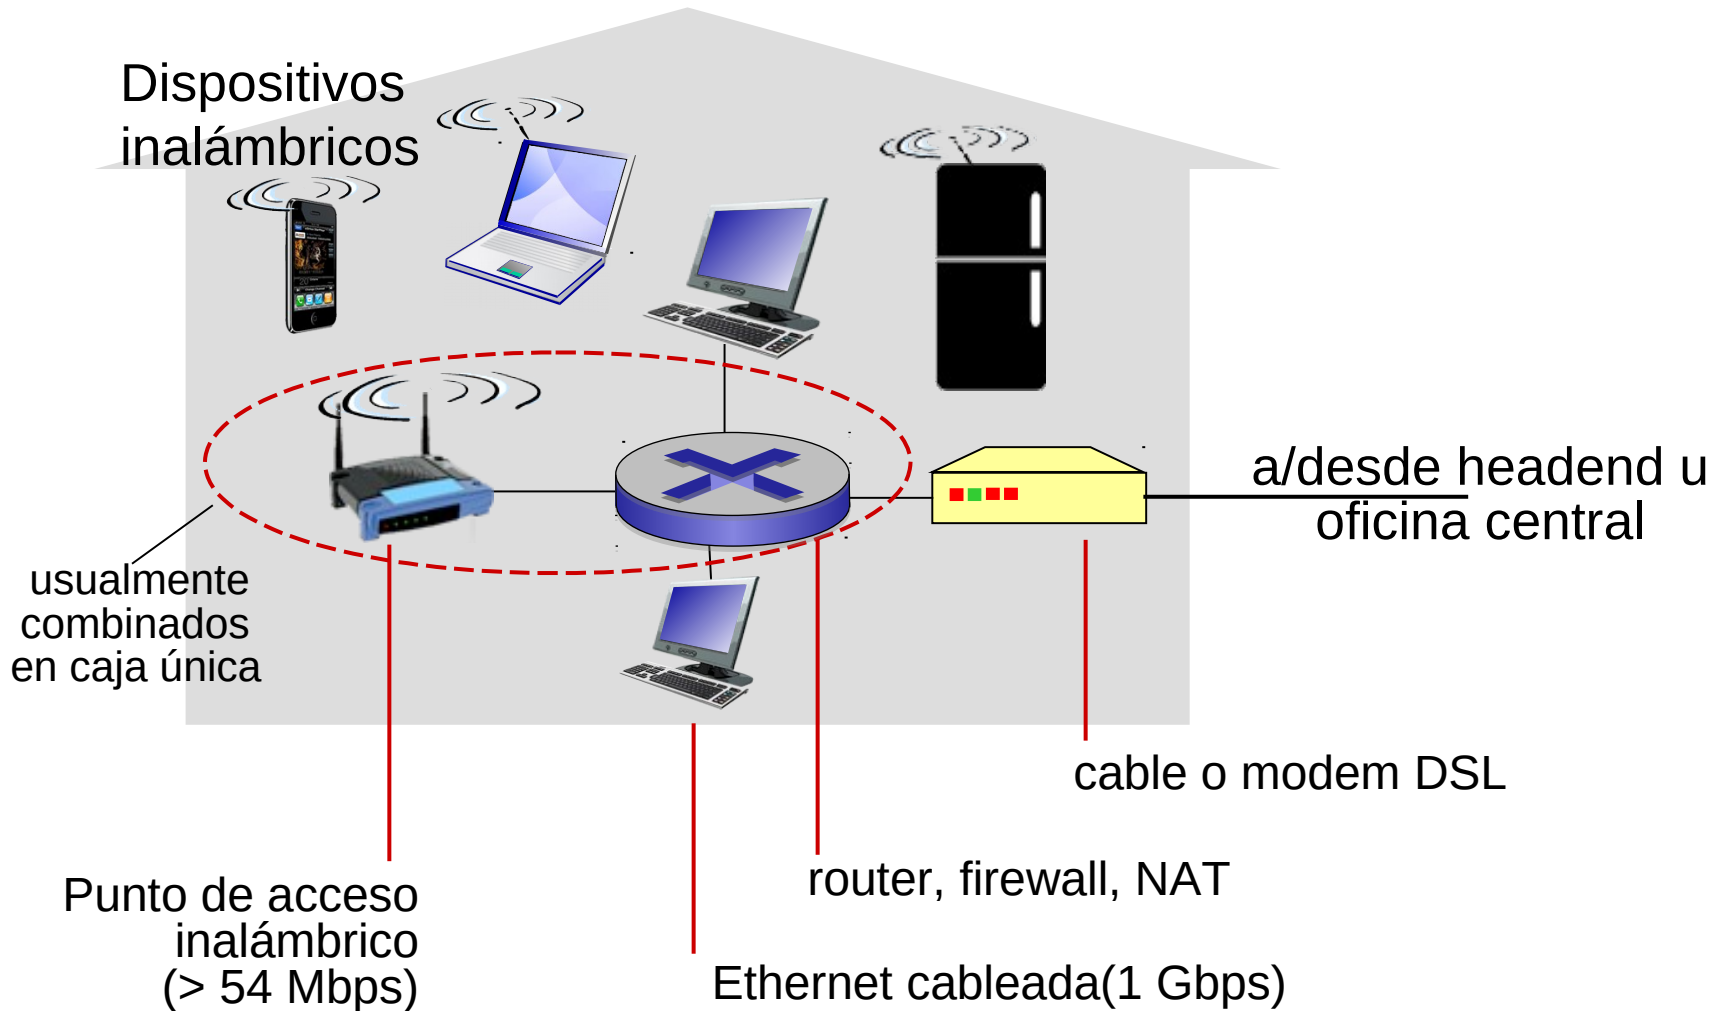 Dispositivos
inalámbricos
a/desde headend u
oficina central
usualmente
combinados
en caja única
cable o modem DSL
router, firewall, NAT
Punto de acceso
inalámbrico
(> 54 Mbps)
Ethernet cableada(1 Gbps)